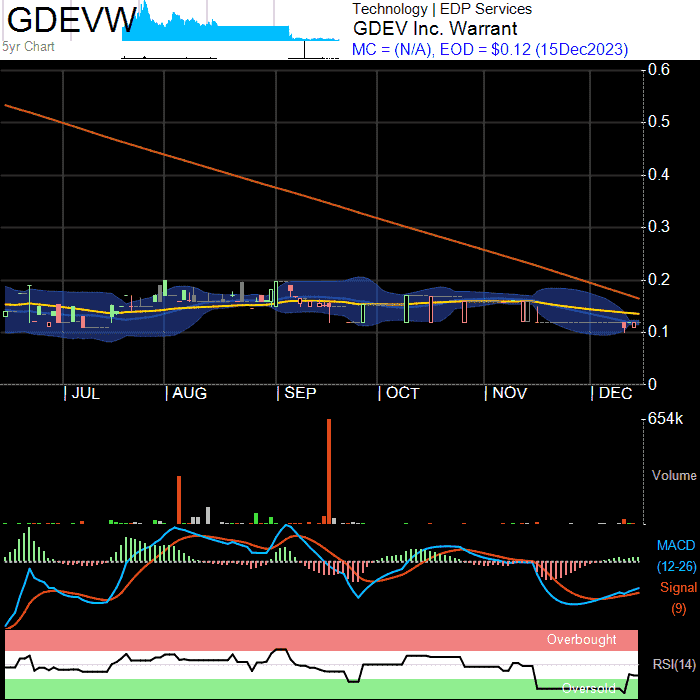 GDEVW
5yr Chart
Technology | EDP Services
GDEV Inc. Warrant
MC = (N/A), EOD = $0.12 (15Dec2023)
0.6
0.5
0.4
0.3
0.2
0.1
0
| JUL | AUG | SEP | OCT | NOV | DEC
654k
Volume
MACD
(12-26)
Signal
(9)
Overbought
RSI(14)
Oversold